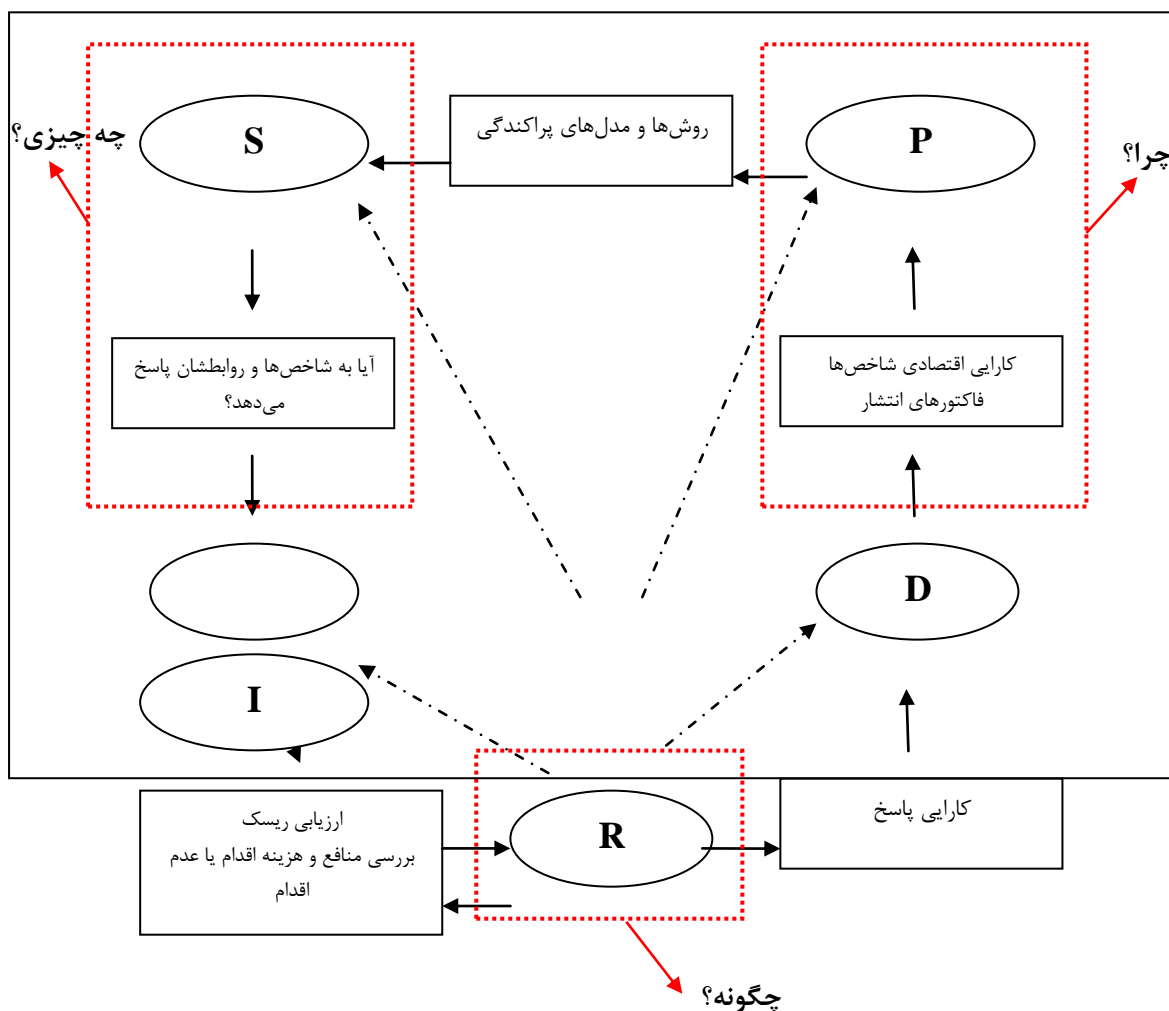 S
روش‌ها و مدل‌های پراکندگی
P
چه چیزی؟
چرا؟
آیا به شاخص‌ها و روابطشان پاسخ
می‌دهد؟
کارایی اقتصادی شاخص‌ها
فاکتورهای انتشار
D
I
ارزیابی ریسک
بررسی منافع و هزینه اقدام یا عدم
اقدام
R
کارایی پاسخ
چگونه؟